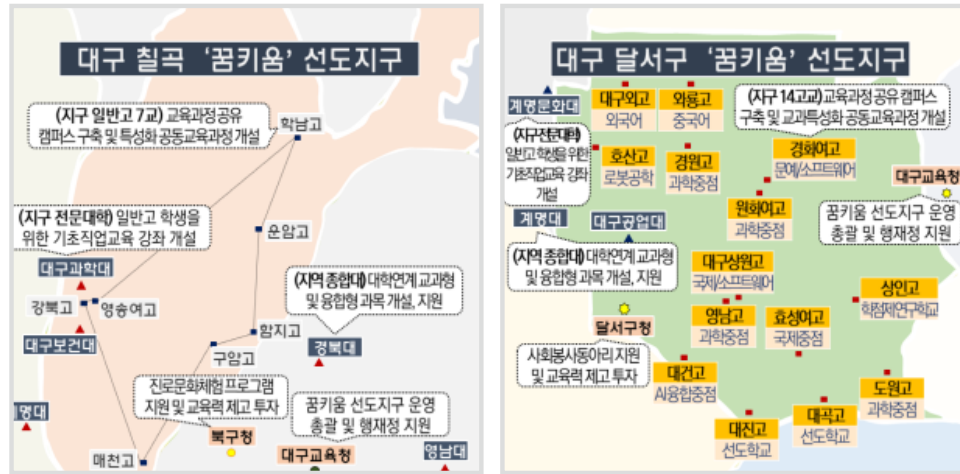 대구 칠곡 ‘꿈키움’ 선도지구
(지구 일반고 7교) 교육과정공유
캠퍼스 구축 및 특성화 공동교육과정 개설
학남고
(지구 전문대학) 일반고 학생을
위한 기초직업교육 강좌 개설
운암고
대구과학대
강북고
영송여고
대구보건대
(지역 종합대) 대학연계 교과형
및 융합형 과목 개설, 지원
함지고
구암고
경북대
진로문화체험 프로그램
지원 및 교육력 제고 투자
꿈키움 선도지구 운영
총괄 및 행재정 지원
계명대
북구청
매천고
대구교육청
영남대
대구 달서구 ‘꿈키움’ 선도지구
계명문화대
대구외고
외국어
와룡고
중국어
(지구 14고교) 교육과정 공유 캠퍼스
구축 및 교과특성화 공동교육과정 개설
(지구전문대학)
일반고 학생을 위한
기초직업교육 강좌
개설
호산고
로봇공학
경원고
과학중점
경화여고
문예/소프트웨어
대구교육청
계명대
대구공업대
원화여고
과학중점
꿈키움 선도지구 운영
총괄 및 행재정 지원
(지역 종합대) 대학연계 교과형
및 융합형 과목 개설, 지원
대구상원고
국제/소프트웨어
상인고
학점제연구학교
달서구청
영남고
과학중점
효성여고
국제중점
사회봉사동아리 지원
및 교육력 제고 투자
대건고
AI융합중점
도원고
과학중점
대진고
선도학교
대곡고
선도학교